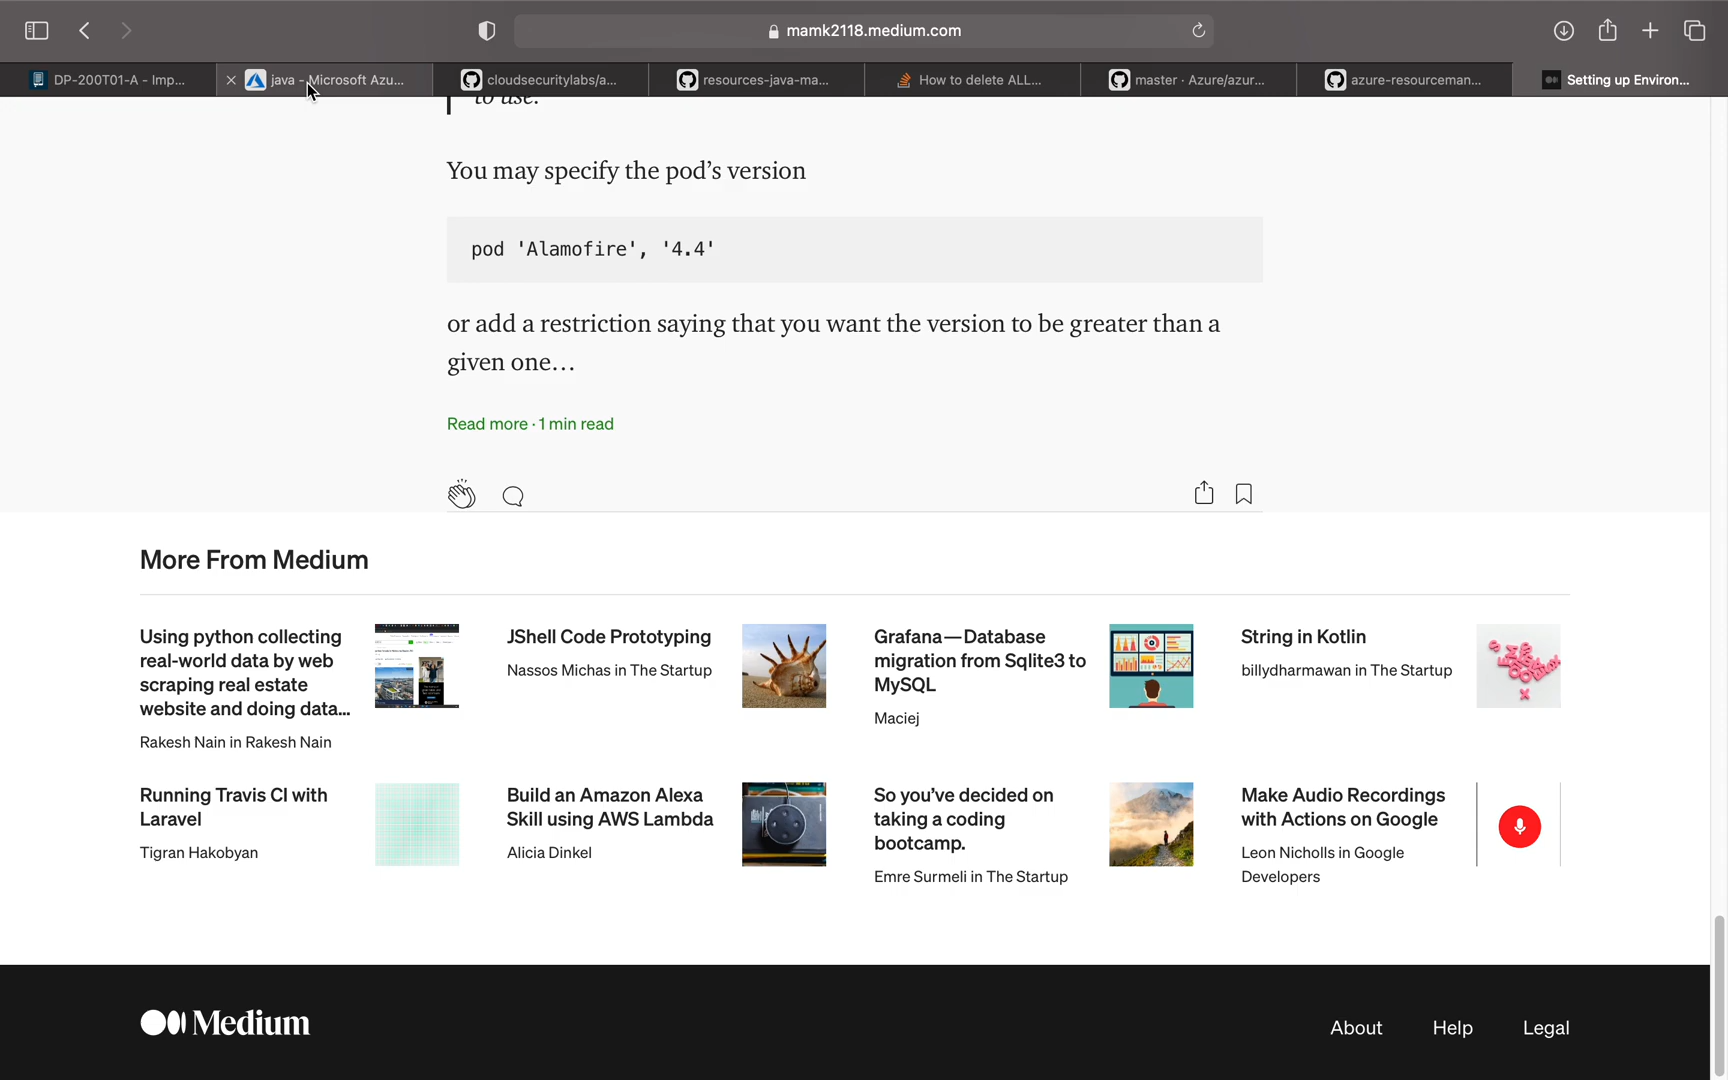 mamk2118.medium.com
DP-200T01-A - Imp...
java - Microsoft Azu...
cloudsecuritylabs/a...
resources-java-ma...
How to delete ALL...
master · Azure/azur...
azure-resourceman...
Setting up Environ...
to use.
You may specify the pod’s version
pod 'Alamofire', '4.4'
or add a restriction saying that you want the version to be greater than a
given one…
Read more · 1 min read
More From Medium
Using python collecting
real-world data by web
scraping real estate
website and doing data...
Rakesh Nain in Rakesh Nain
JShell Code Prototyping
Nassos Michas in The Startup
Grafana — Database
migration from Sqlite3 to
MySQL
Maciej
String in Kotlin
billydharmawan in The Startup
Running Travis CI with
Laravel
Tigran Hakobyan
Build an Amazon Alexa
Skill using AWS Lambda
Alicia Dinkel
So you’ve decided on
taking a coding
bootcamp.
Emre Surmeli in The Startup
Make Audio Recordings
with Actions on Google
Leon Nicholls in Google
Developers
Medium
About
Help
Legal